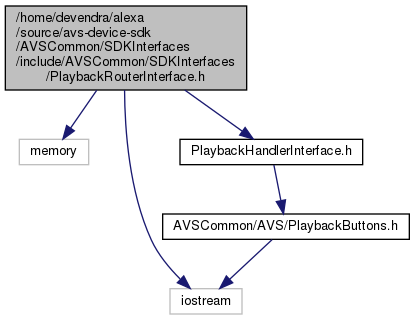 /home/devendra/alexa
/source/avs-device-sdk
/AVSCommon/SDKInterfaces
/include/AVSCommon/SDKInterfaces
/PlaybackRouterInterface.h
memory
PlaybackHandlerInterface.h
AVSCommon/AVS/PlaybackButtons.h
iostream